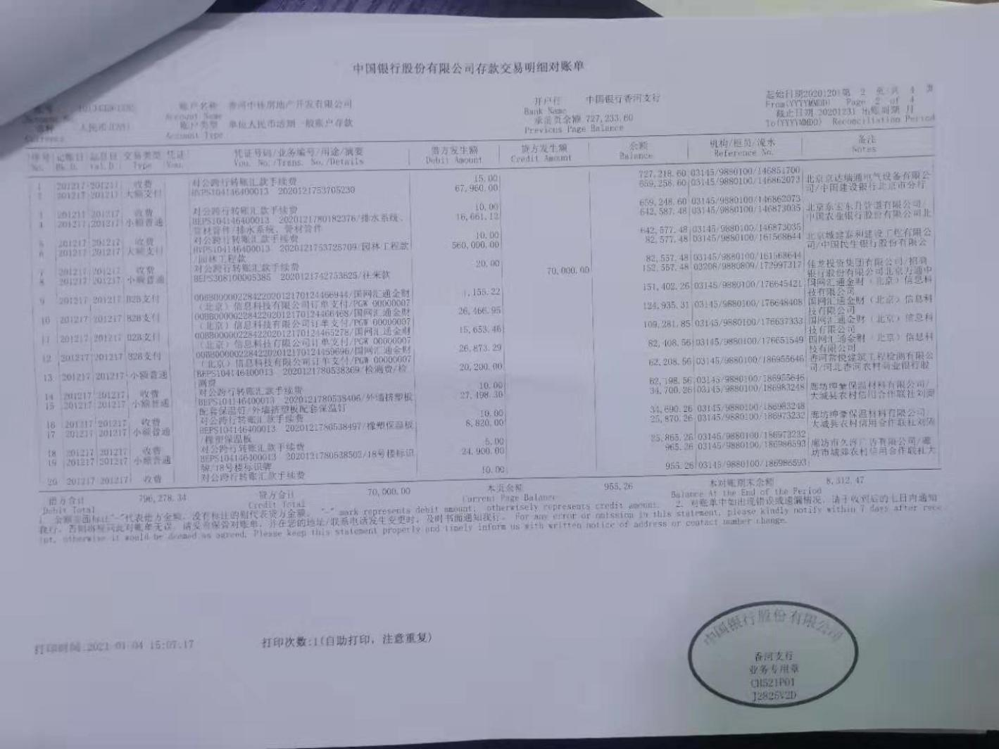 中国银行股份有限公司存款交易明细对账单
账户名称 香河中 房地产开发有限公司
Account Name
开户行 中国银行香河支行
Bank Name
起始日期20201201 第 2 页/共 4 页
From(YYYYMMDD) Page 2 of 4
人民币
账户类型 单位人民币活期一般账户存款
Account Type
承前页余额 727,233.60
Previous Page Balance
截止日期 20201231 出账周期 月
To(YYYYMMDD) Reconciliation Period
序号 记账日 起息日 交易类型 凭证 凭证号码/业务编号/用途/摘要 借方发生额 贷方发生额 余额 机构/柜员/流水 备注
No. Bk.D. Val.D Type Vou. Vou. No./Trans. No./Details Debit Amount Credit Amount Balance Reference No. Notes
1 201217 201217 收费 对公跨行转账汇款手续费 15.00 727,218.60 03145/9880100/146851700
2 201217 201217 大额支付 BEPS104146400013 2020121753705230 67,960.00 659,258.60 03145/9880100/146862073 北京京达瑞通电气设备有限公司/中国建设银行北京市分行
3 201217 201217 收费 对公跨行转账汇款手续费 10.00 659,248.60 03145/9880100/146862073
4 201217 201217 小额普通 BEPS104146400013 2020121780182376/排水系统、管材管件/排水系统、管材管件 16,661.12 642,587.48 03145/9880100/146873035 北京东宏东升管道有限公司/中国农业银行股份有限公司北
5 201217 201217 收费 对公跨行转账汇款手续费 10.00 642,577.48 03145/9880100/146873035
6 201217 201217 大额支付 2020121753725709/园林工程款/园林工程款 560,000.00 82,577.48 03145/9880100/161568644 北京城建泰利建设工程有限公司/中国民生银行股份有限公
7 201217 201217 收费 对公跨行转账汇款手续费 20.00 82,557.48 03145/9880100/161568644
8 201217 201217 小额普通 BEPS308100005385 2020121742753625/往来款 70,000.00 152,557.48 03208/9880809/172997317 佳龙投资集团有限公司/招商银行股份有限公司北京万通中
9 201217 201217 B2B支付 00BB0000022842202012170124466944/国网汇通金财（北京）信息科技有限公司订单支付/PGW 00000007 1,155.22 151,402.26 03145/9880100/176645421 国网汇通金财（北京）信息科技有限公司
10 201217 201217 B2B支付 00BB0000022842202012170124466468/国网汇通金财（北京）信息科技有限公司订单支付/PGW 00000007 26,466.95 124,935.31 03145/9880100/176648408 国网汇通金财（北京）信息科技有限公司
11 201217 201217 B2B支付 00BB0000022842202012170124465278/国网汇通金财（北京）信息科技有限公司订单支付/PGW 00000007 15,653.46 109,281.85 03145/9880100/176637333 国网汇通金财（北京）信息科技有限公司
12 201217 201217 B2B支付 00BB0000022842202012170124459696/国网汇通金财（北京）信息科技有限公司订单支付/PGW 00000007 26,873.29 82,408.56 03145/9880100/176651549 国网汇通金财（北京）信息科技有限公司
13 201217 201217 小额普通 BEPS104146400013 2020121780538369/检测费/检测费 20,200.00 62,208.56 03145/9880100/186955646 香河常悦建筑工程检测有限公司/河北香河农村商业银行股
14 201217 201217 收费 对公跨行转账汇款手续费 10.00 62,198.56 03145/9880100/186955646
15 201217 201217 小额普通 BEPS104146400013 2020121780538406/外墙挤塑板配套保温钉/外墙挤塑板配套保温钉 27,498.30 34,700.26 03145/9880100/186983248 廊坊绅豪保温材料有限公司/大城县农村信用合作联社刘固
16 201217 201217 收费 对公跨行转账汇款手续费 10.00 34,690.26 03145/9880100/186983248
17 201217 201217 小额普通 BEPS104146400013 2020121780538497/橡塑保温板/橡塑保温板 8,820.00 25,870.26 03145/9880100/186973232 廊坊绅豪保温材料有限公司/大城县农村信用合作联社刘固
18 201217 201217 收费 对公跨行转账汇款手续费 5.00 25,865.26 03145/9880100/186973232
19 201217 201217 小额普通 BEPS104146400013 2020121780538502/18号楼标识牌/18号楼标识牌 24,900.00 965.26 03145/9880100/186986593 廊坊市久洋广告有限公司/廊坊市城郊农村信用合作联社大
20 201217 201217 收费 对公跨行转账汇款手续费 10.00 955.26 03145/9880100/186986593
借方合计 796,278.34 贷方合计 70,000.00 本页余额 955.26 本对账期末余额 8,312.47
Debit Total Credit Total Current Page Balance Balance At the End of the Period
1. 余额前面标注"-"代表借方金额，没有标注的则代表贷方金额。 "-" mark represents debit amount, otherwise represents credit amount. 2. 对账单中如出现错误或遗漏情况，请于收到后的七日内通知
我行，否则将视同此对账单无误，请妥善保管对账单，并在您的地址/联系电话发生变更时，及时书面通知我行。 For any error or omission in this statement, please kindly notify within 7 days after rece
ipt, otherwise it would be deemed as agreed. Please keep this statement properly and timely inform us with written notice of address or contact number change.
打印时间:2021-01-04 15:07:17
打印次数:1(自助打印，注意重复)
中国银行股份有限公司
香河支行
业务专用章
CH521P01
J2825V2D